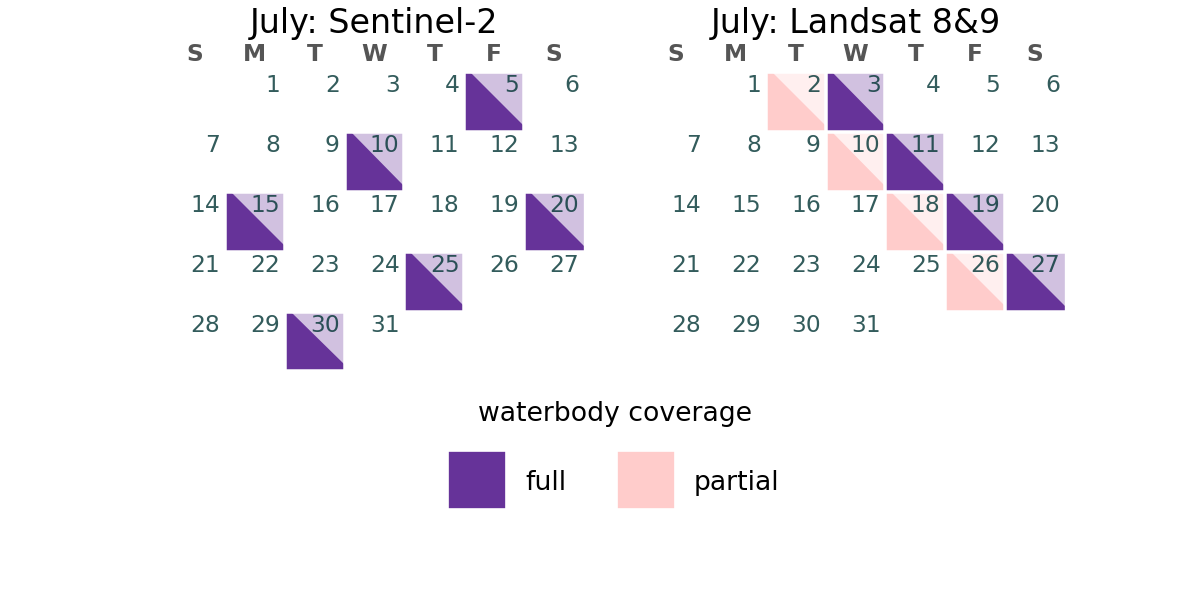 July: Sentinel-2
S M T W T F S
1 2 3 4 5 6
7 8 9 10 11 12 13
14 15 16 17 18 19 20
21 22 23 24 25 26 27
28 29 30 31
July: Landsat 8&9
S M T W T F S
1 2 3 4 5 6
7 8 9 10 11 12 13
14 15 16 17 18 19 20
21 22 23 24 25 26 27
28 29 30 31
waterbody coverage
full partial